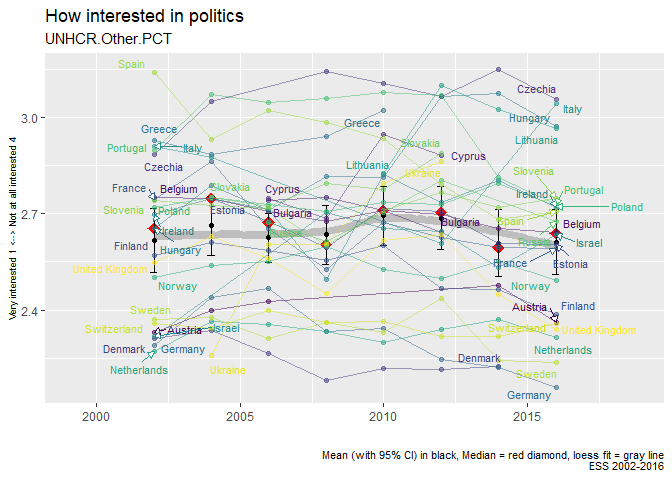 How interested in politics
UNHCR.Other.PCT
Very interested 1 <--> Not at all interested 4
3.0
2.7
2.4
Spain
Greece
Portugal
Italy
Czechia
France
Belgium
Slovenia
Poland
Ireland
Finland
Hungary
United Kingdom
Norway
Sweden
Switzerland
Austria
Israel
Denmark
Germany
Netherlands
Ukraine
Slovakia
Estonia
Cyprus
Bulgaria
Greece
Lithuania
Slovakia
Ukraine
Cyprus
Bulgaria
Denmark
Czechia
Italy
Hungary
Lithuania
Slovenia
Ireland
Portugal
Poland
Spain
Belgium
Russia
Israel
France
Estonia
Norway
Austria
Finland
Switzerland
United Kingdom
Netherlands
Sweden
Germany
2000
2005
2010
2015
Mean (with 95% CI) in black, Median = red diamond, loess fit = gray line
ESS 2002-2016